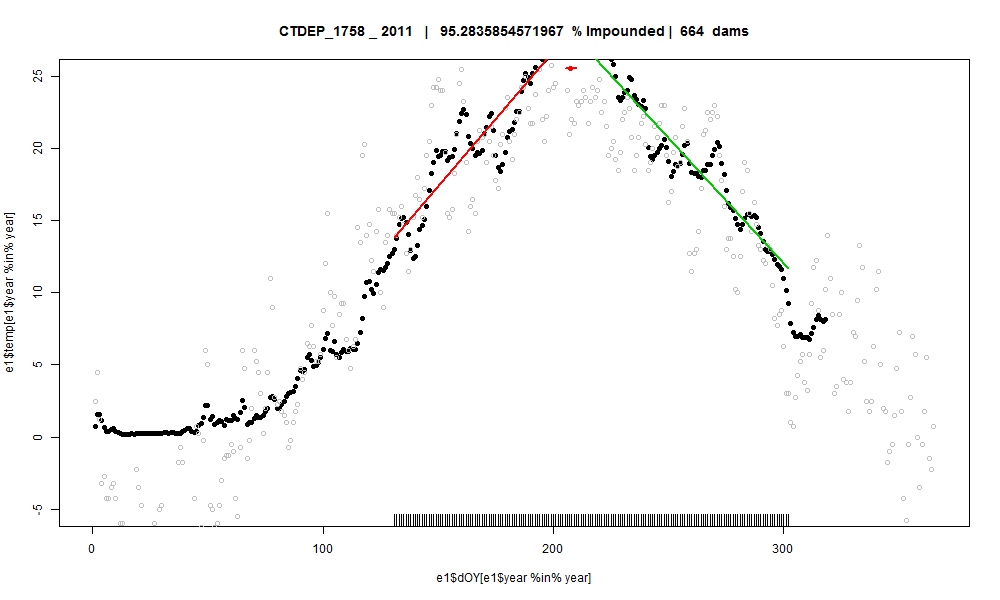 CTDEP_1758 _ 2011 | 95.2835854571967 % Impounded | 664 dams
e1$temp[e1$year %in% year]
25
20
15
10
5
0
-5
0 100 200 300
e1$dOY[e1$year %in% year]